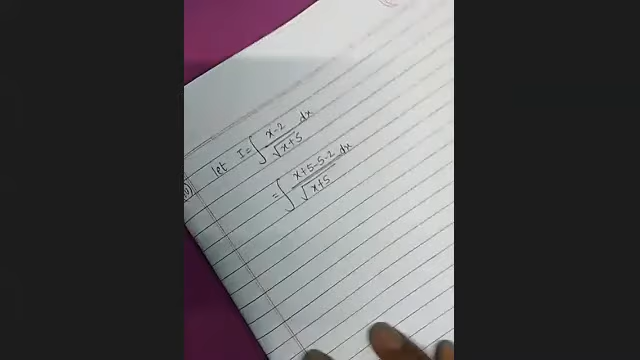 let I = ∫ x-2 / √x+5 dx
= ∫ x+5-5-2 / √x+5 dx